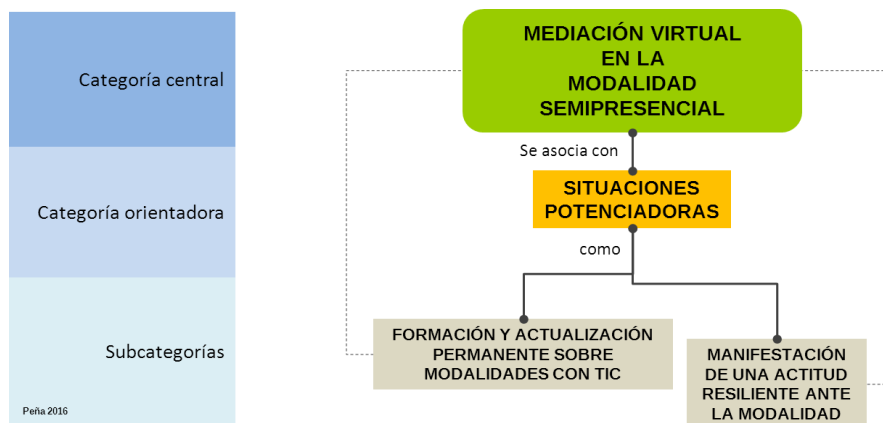 Categoría central
Categoría orientadora
Subcategorías
Peña 2016
MEDIACIÓN VIRTUAL
EN LA
MODALIDAD
SEMIPRESENCIAL
Se asocia con
SITUACIONES
POTENCIADORAS
como
FORMACIÓN Y ACTUALIZACIÓN
PERMANENTE SOBRE
MODALIDADES CON TIC
MANIFESTACIÓN
DE UNA ACTITUD
RESILIENTE ANTE
LA MODALIDAD